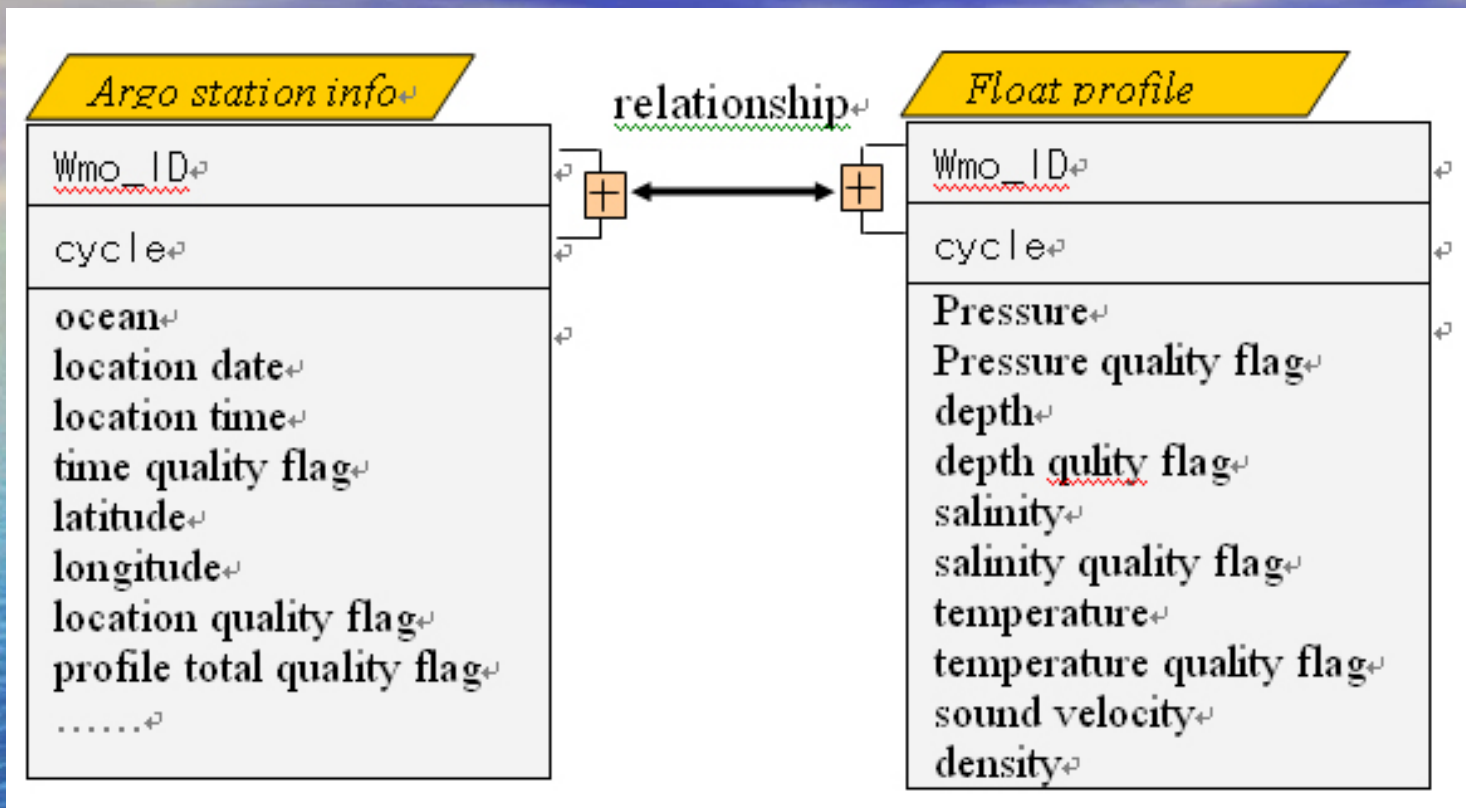 Argo station info
Wmo_ID
cycle
ocean
location date
location time
time quality flag
latitude
longitude
location quality flag
profile total quality flag
......
relationship
Float profile
Wmo_ID
cycle
Pressure
Pressure quality flag
depth
depth qulity flag
salinity
salinity quality flag
temperature
temperature quality flag
sound velocity
density